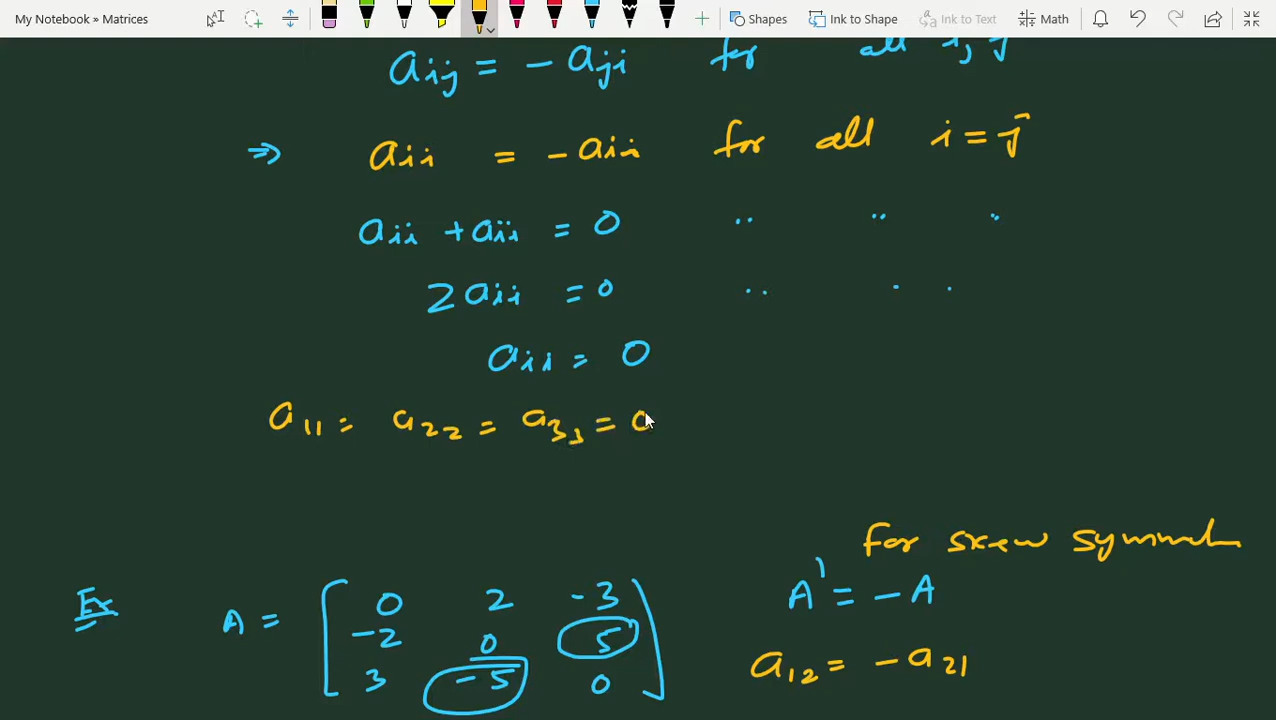 My Notebook » Matrices Shapes Ink to Shape Ink to Text Math
aij = - aji for all i, j
⇒ aii = - aii for all i = j
aii + aii = 0 " " "
2aii = 0 " " "
aii = 0
a11 = a22 = a33 = 0
for skew symmet
Ex A = [ 0 2 -3
-2 0 5
3 -5 0 ]
A' = - A
a12 = - a21